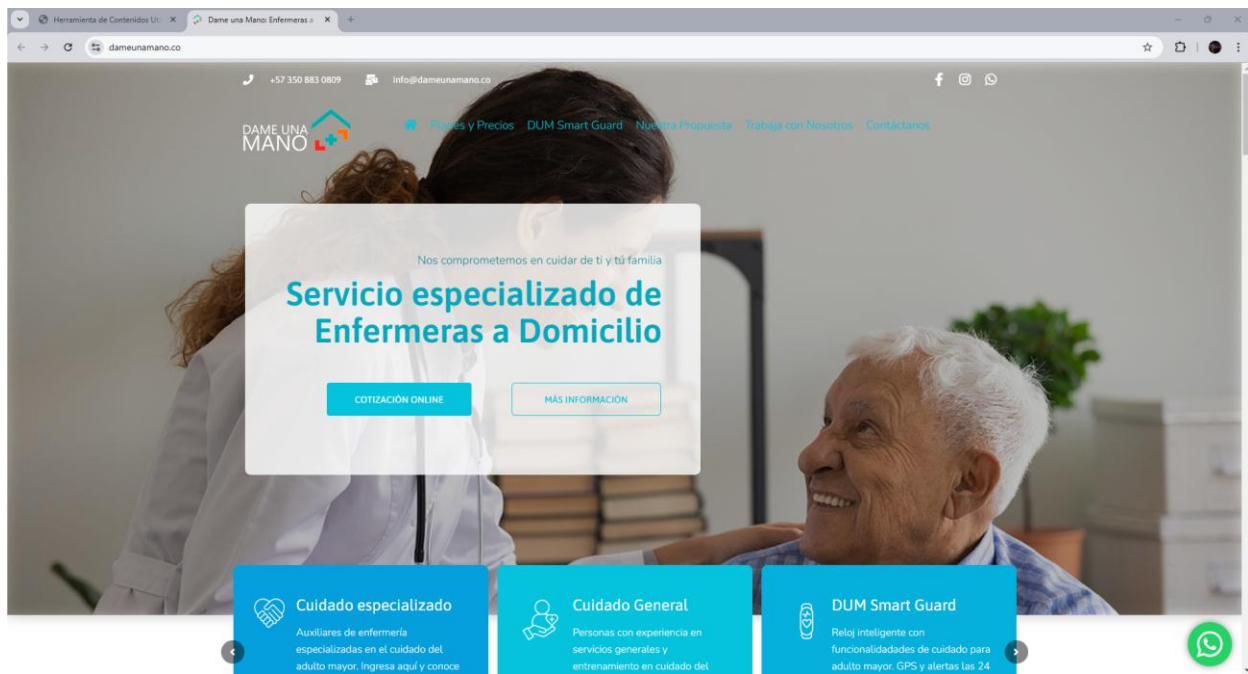 Herramienta de Contenidos Uti
Dame una Mano: Enfermeras a
dameunamano.co
+57 350 883 0809 info@dameunamano.co
DAME UNA
MANO
Planes y Precios DUM Smart Guard Nuestra Propuesta Trabaja con Nosotros Contáctanos
Nos comprometemos en cuidar de ti y tú familia
Servicio especializado de
Enfermeras a Domicilio
COTIZACIÓN ONLINE MÁS INFORMACIÓN
Cuidado especializado
Auxiliares de enfermería
especializadas en el cuidado del
adulto mayor. Ingresa aquí y conoce
Cuidado General
Personas con experiencia en
servicios generales y
entrenamiento en cuidado del
DUM Smart Guard
Reloj inteligente con
funcionalidadades de cuidado para
adulto mayor. GPS y alertas las 24